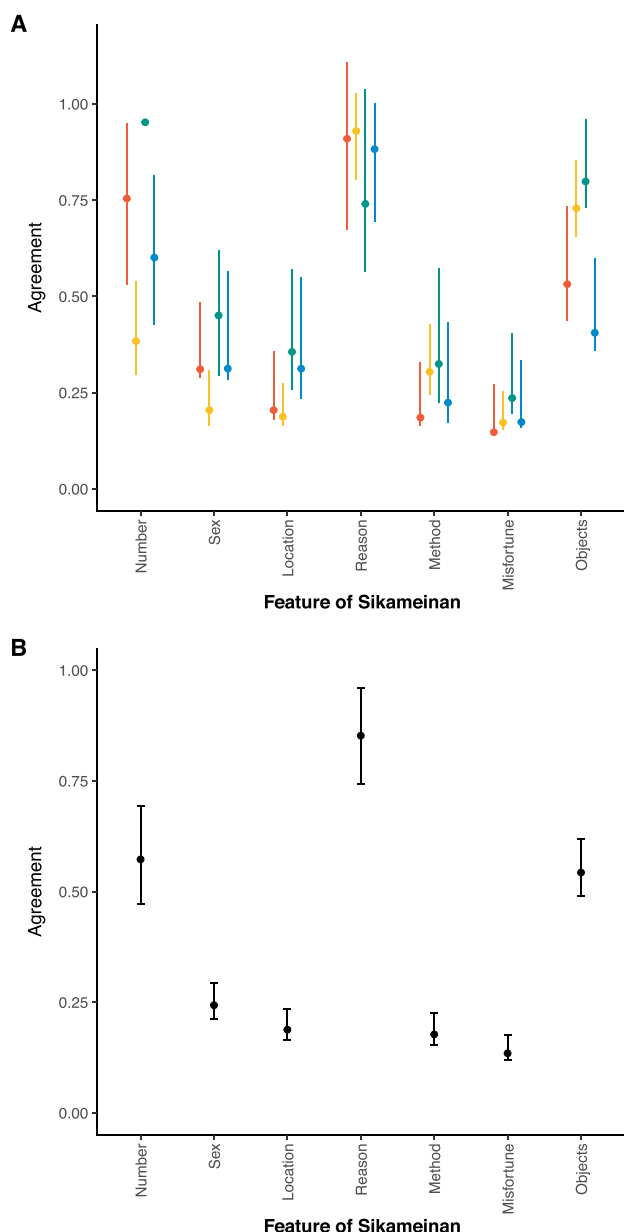 A
1.00
0.75
0.50
0.25
0.00
Agreement
Number
Sex
Location
Reason
Method
Misfortune
Objects
Feature of Sikameinan
B
1.00
0.75
0.50
0.25
0.00
Agreement
Number
Sex
Location
Reason
Method
Misfortune
Objects
Feature of Sikameinan